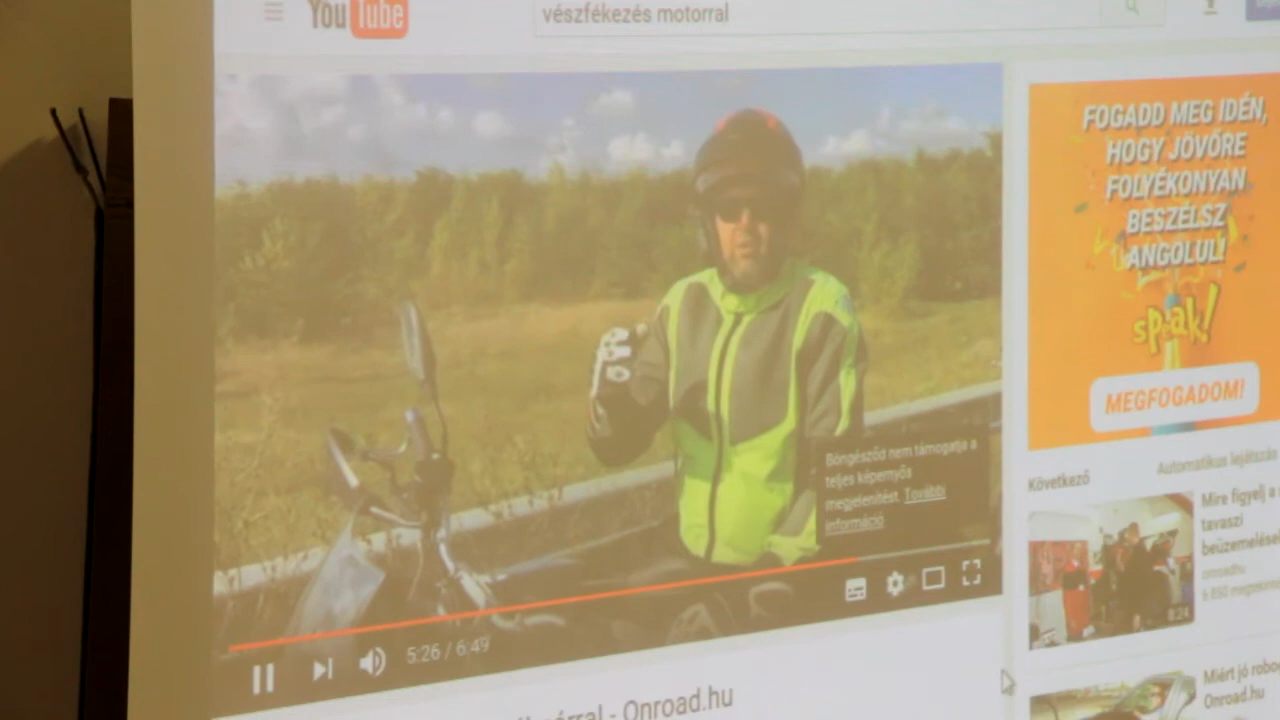 YouTube
vészfékezés motorral
FOGADD MEG IDÉN,
HOGY JÖVŐRE
FOLYÉKONYAN
BESZÉLSZ
ANGOLUL!
speak!
MEGFOGADOM!
Böngésződ nem támogatja a
teljes képernyős
megjelenítést. További
információ
5:26 / 6:49
Következő
Automatikus lejátszás
Mire figyelj a
tavaszi
8:24
Miért jó
Onroad.hu
- Onroad.hu